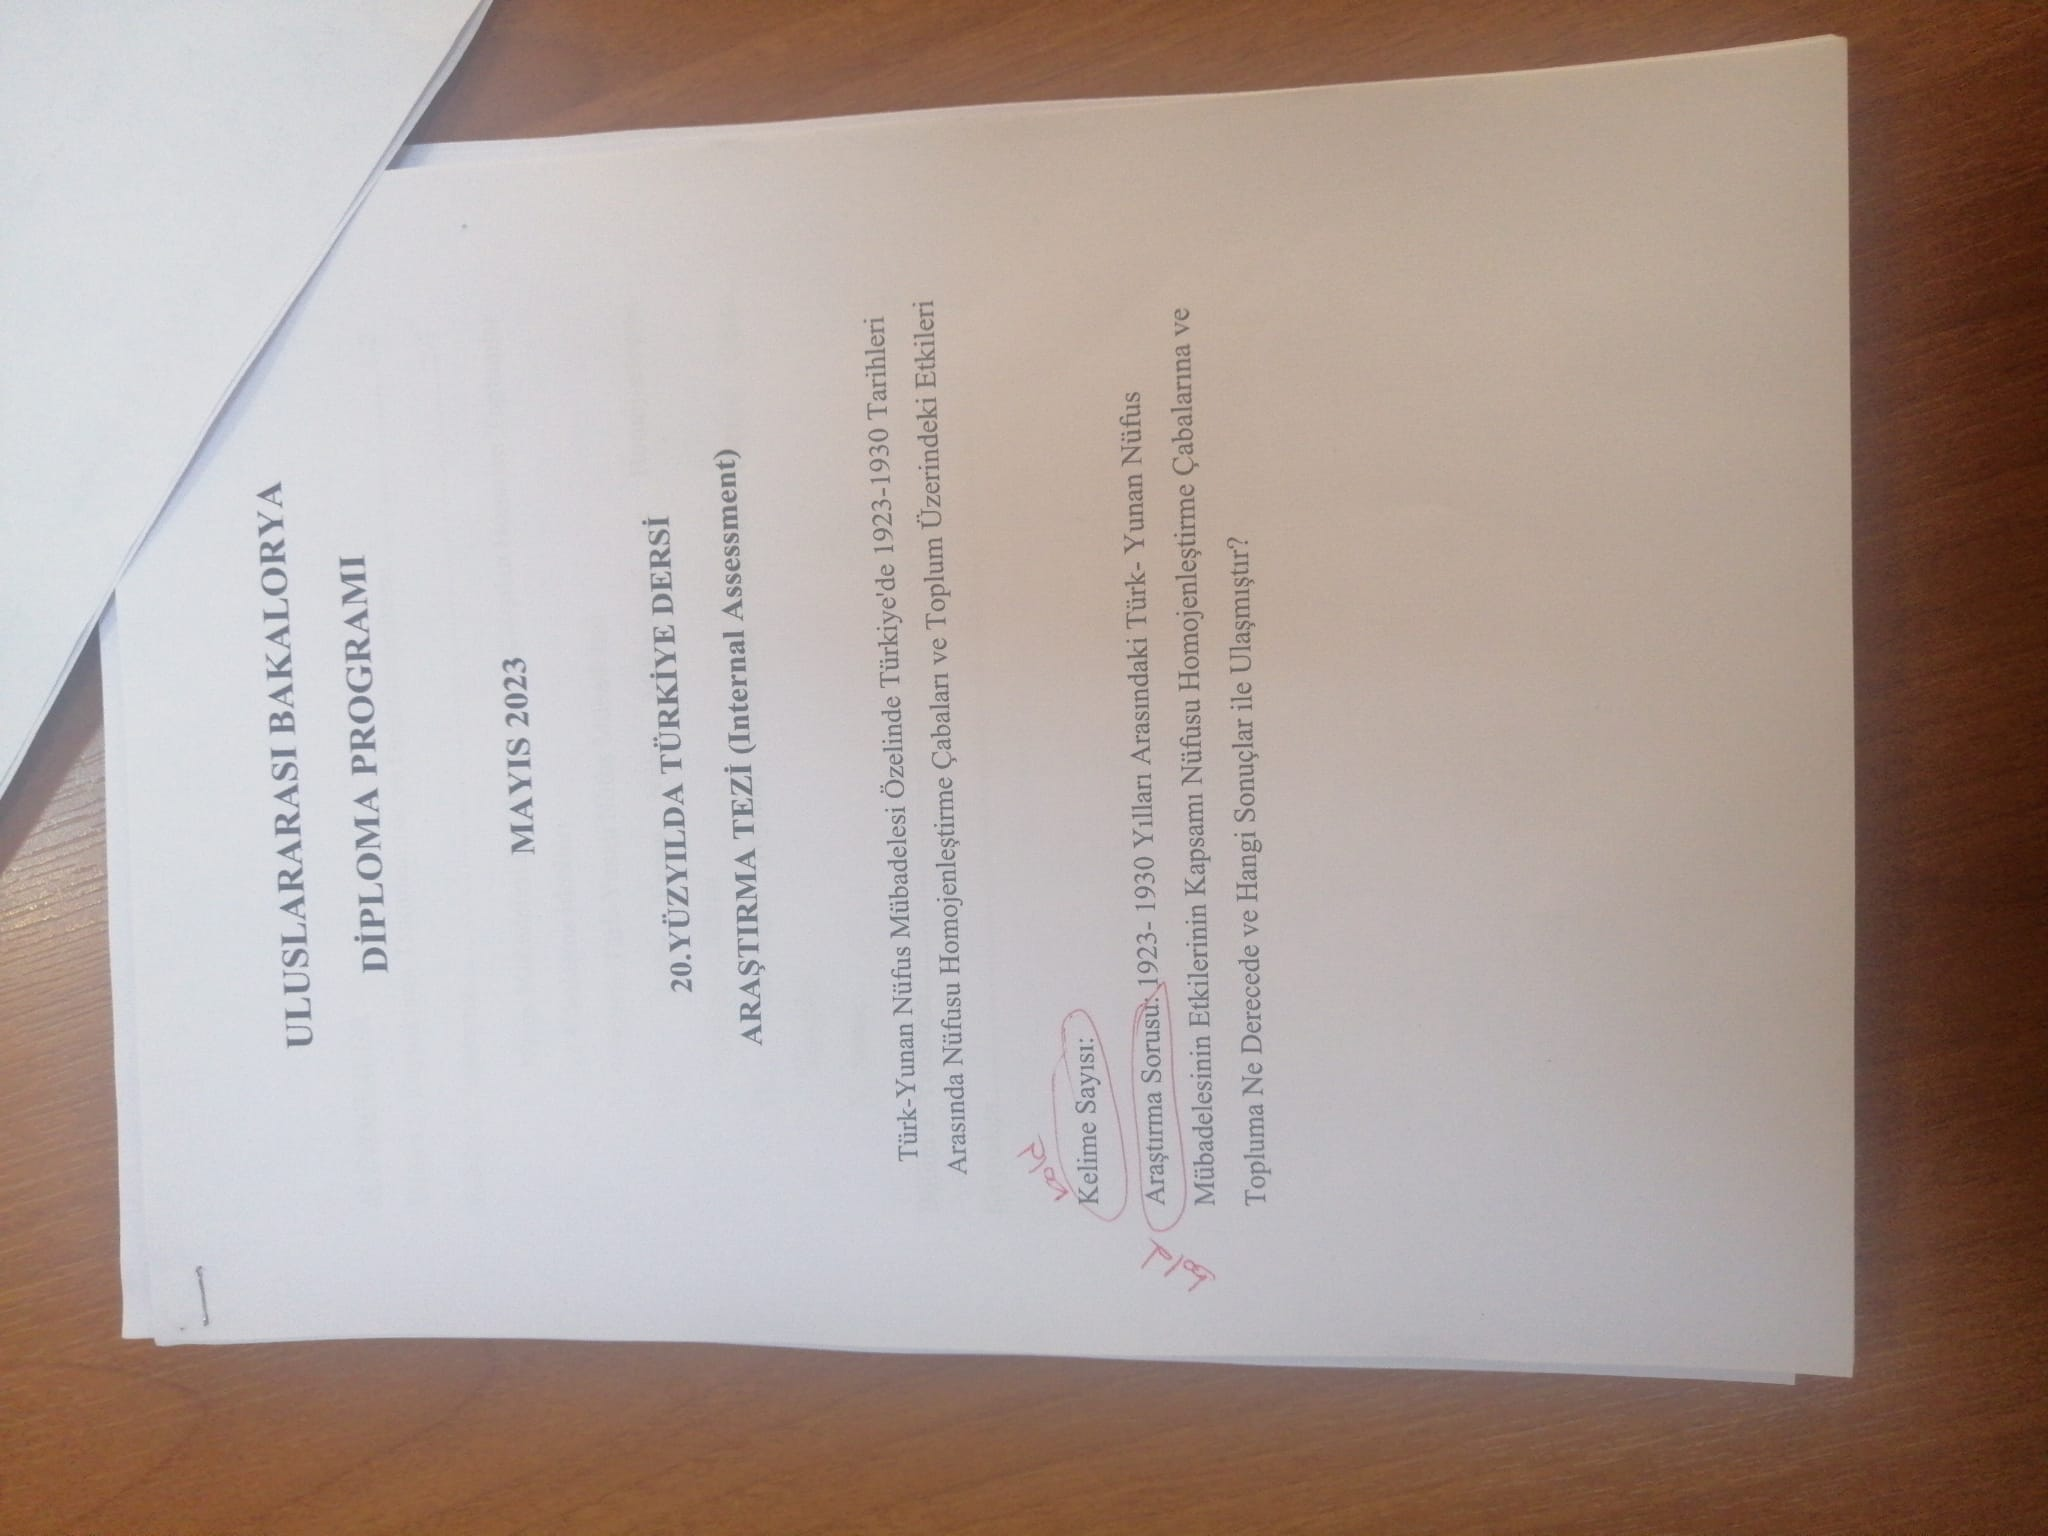 ULUSLARARASI BAKALORYA
DİPLOMA PROGRAMI
MAYIS 2023
20.YÜZYILDA TÜRKİYE DERSİ
ARAŞTIRMA TEZİ (Internal Assessment)
Türk-Yunan Nüfus Mübadelesi Özelinde Türkiye'de 1923-1930 Tarihleri
Arasında Nüfusu Homojenleştirme Çabaları ve Toplum Üzerindeki Etkileri
bold
Kelime Sayısı:
Araştırma Sorusu: 1923- 1930 Yılları Arasındaki Türk- Yunan Nüfus
Mübadelesinin Etkilerinin Kapsamı Nüfusu Homojenleştirme Çabalarına ve
Topluma Ne Derecede ve Hangi Sonuçlar ile Ulaşmıştır?
bold